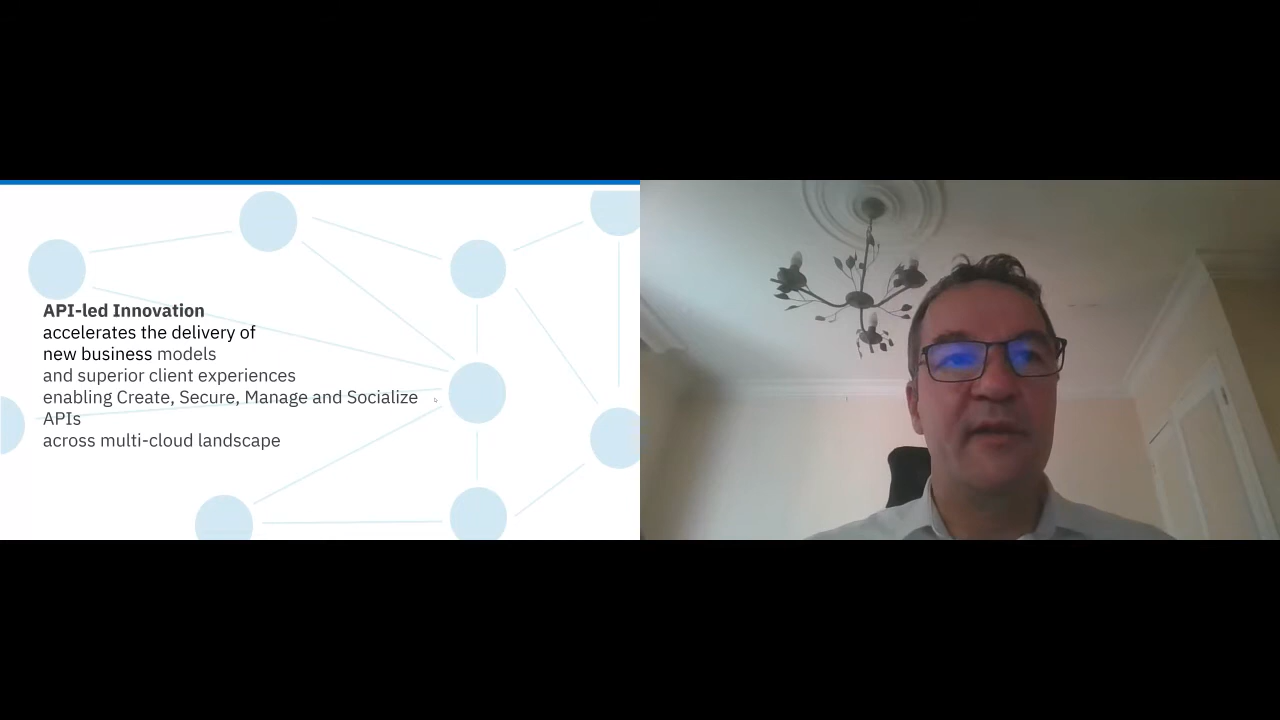 API-led Innovation
accelerates the delivery of
new business models
and superior client experiences
enabling Create, Secure, Manage and Socialize
APIs
across multi-cloud landscape